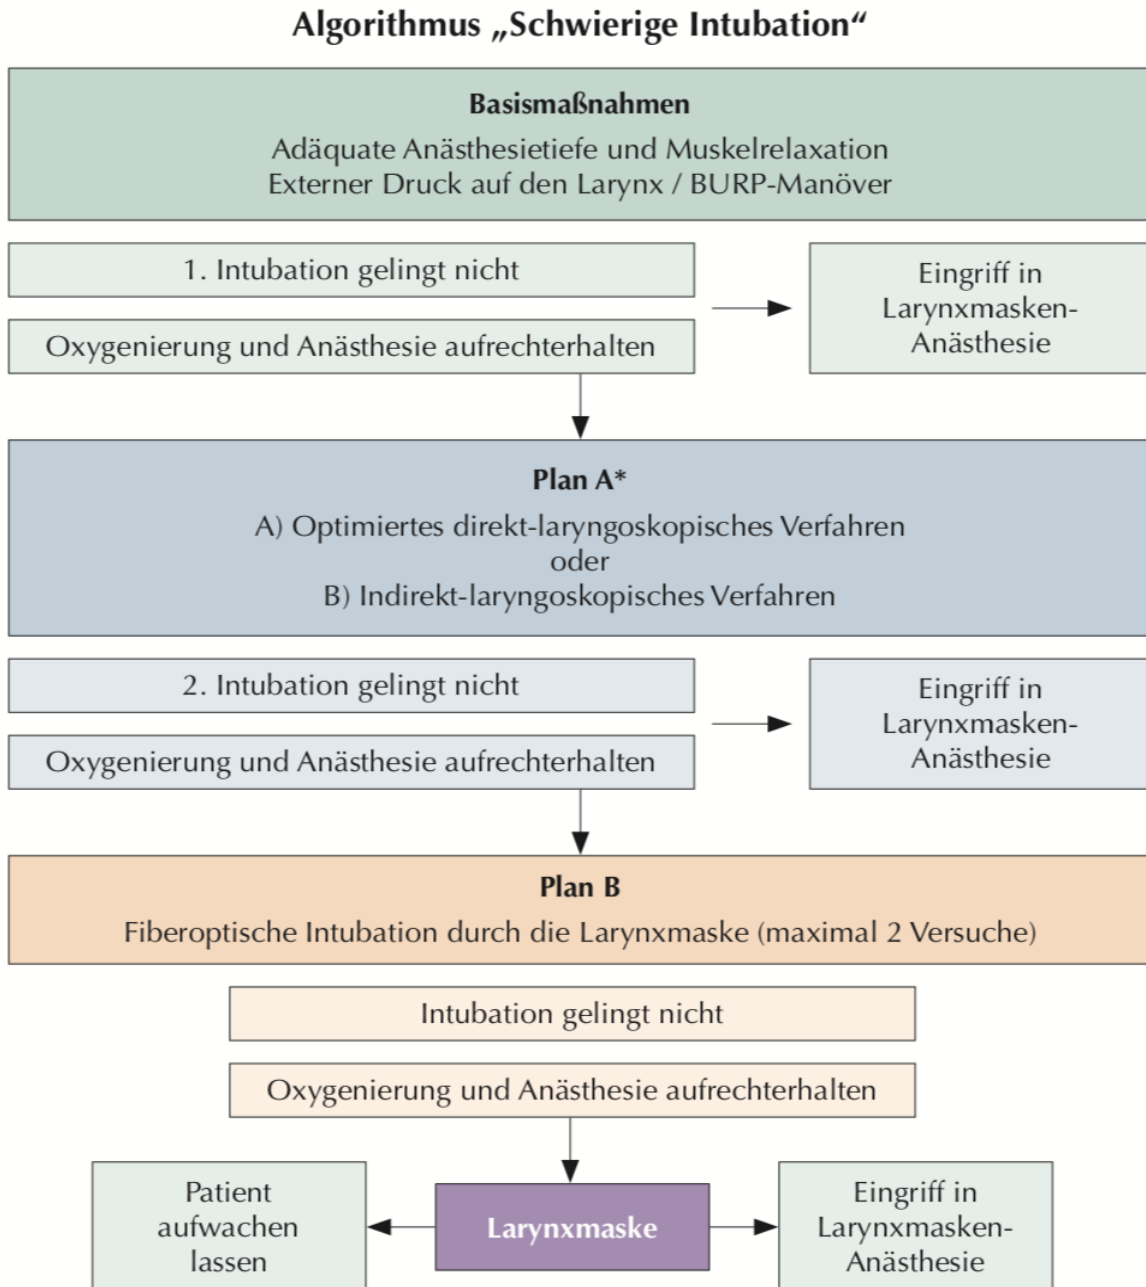 Algorithmus „Schwierige Intubation“
Basismaßnahmen
Adäquate Anästhesietiefe und Muskelrelaxation
Externer Druck auf den Larynx / BURP-Manöver
1. Intubation gelingt nicht
Oxygenierung und Anästhesie aufrechterhalten
Eingriff in
Larynxmasken-
Anästhesie
Plan A*
A) Optimiertes direkt-laryngoskopisches Verfahren
oder
B) Indirekt-laryngoskopisches Verfahren
2. Intubation gelingt nicht
Oxygenierung und Anästhesie aufrechterhalten
Eingriff in
Larynxmasken-
Anästhesie
Plan B
Fiberoptische Intubation durch die Larynxmaske (maximal 2 Versuche)
Intubation gelingt nicht
Oxygenierung und Anästhesie aufrechterhalten
Patient
aufwachen
lassen
Larynxmaske
Eingriff in
Larynxmasken-
Anästhesie